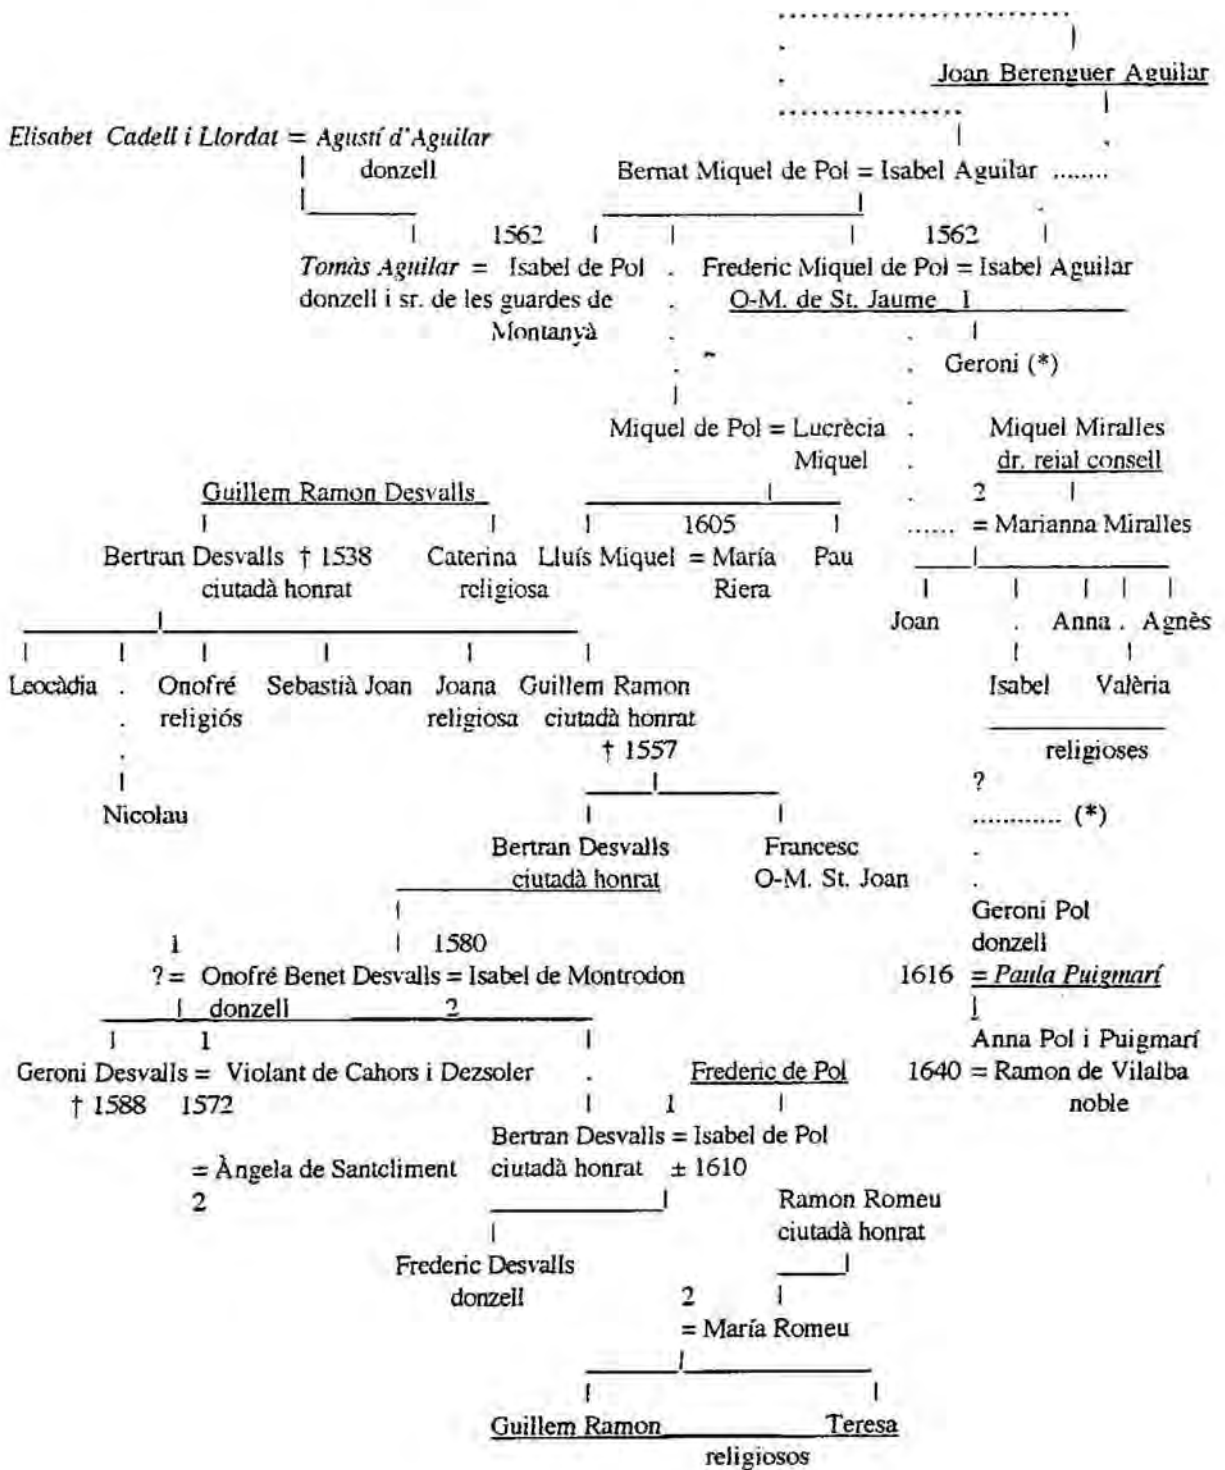 Joan Berenguer Aguilar
Elisabet Cadell i Llordat = Agustí d'Aguilar
donzell
Bernat Miquel de Pol = Isabel Aguilar ........
1562 1562
Tomàs Aguilar = Isabel de Pol . Frederic Miquel de Pol = Isabel Aguilar
donzell i sr. de les guardes de . O-M. de St. Jaume
Montanyà
Geroni (*)
Miquel de Pol = Lucrècia . Miquel Miralles
Miquel . dr. reial consell
Guillem Ramon Desvalls 2
1605 ...... = Marianna Miralles
Bertran Desvalls † 1538 Caterina Lluís Miquel = María Pau
ciutadà honrat religiosa Riera
Joan . Anna . Agnès
Leocàdia . Onofré Sebastià Joan Joana Guillem Ramon Isabel Valèria
. religiós religiosa ciutadà honrat
† 1557 religioses
?
Nicolau ............ (*)
Bertran Desvalls Francesc
ciutadà honrat O-M. St. Joan
Geroni Pol
1 1580 donzell
? = Onofré Benet Desvalls = Isabel de Montrodon 1616 = Paula Puigmarí
donzell 2
1 Anna Pol i Puigmarí
Geroni Desvalls = Violant de Cahors i Dezsoler . Frederic de Pol 1640 = Ramon de Vilalba
† 1588 1572 1 noble
Bertran Desvalls = Isabel de Pol
= Àngela de Santcliment ciutadà honrat ± 1610
2 Ramon Romeu
ciutadà honrat
Frederic Desvalls
donzell 2
= María Romeu
Guillem Ramon Teresa
religiosos